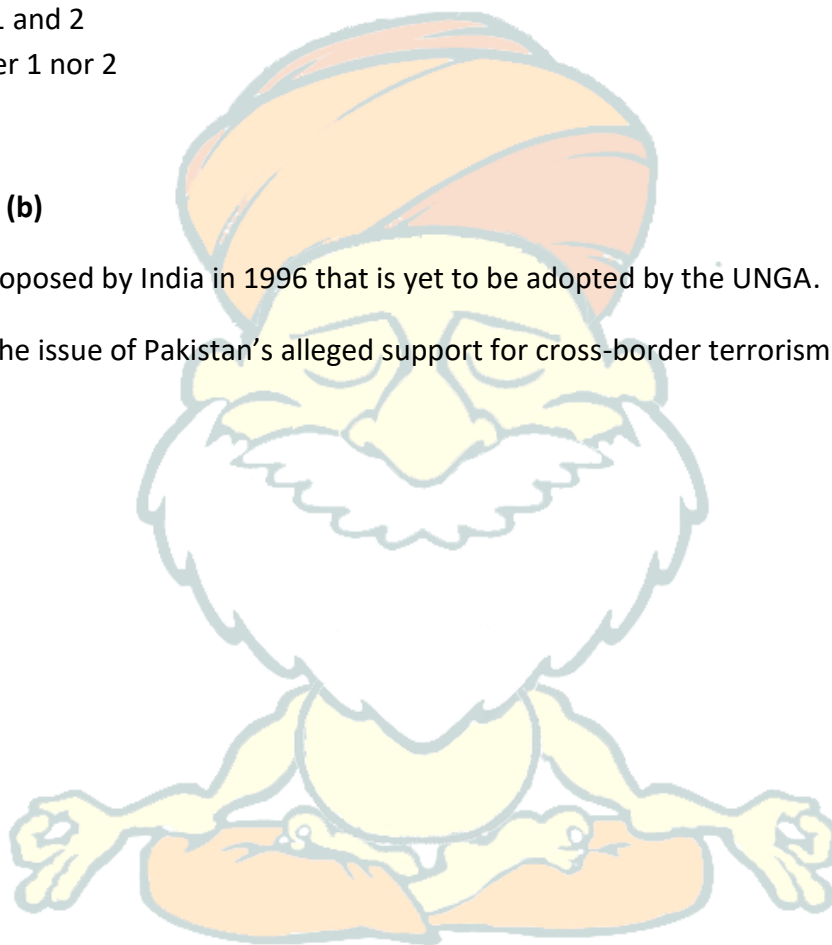 1 and 2
er 1 nor 2
(b)
oposed by India in 1996 that is yet to be adopted by the UNGA.
he issue of Pakistan’s alleged support for cross-border terrorism